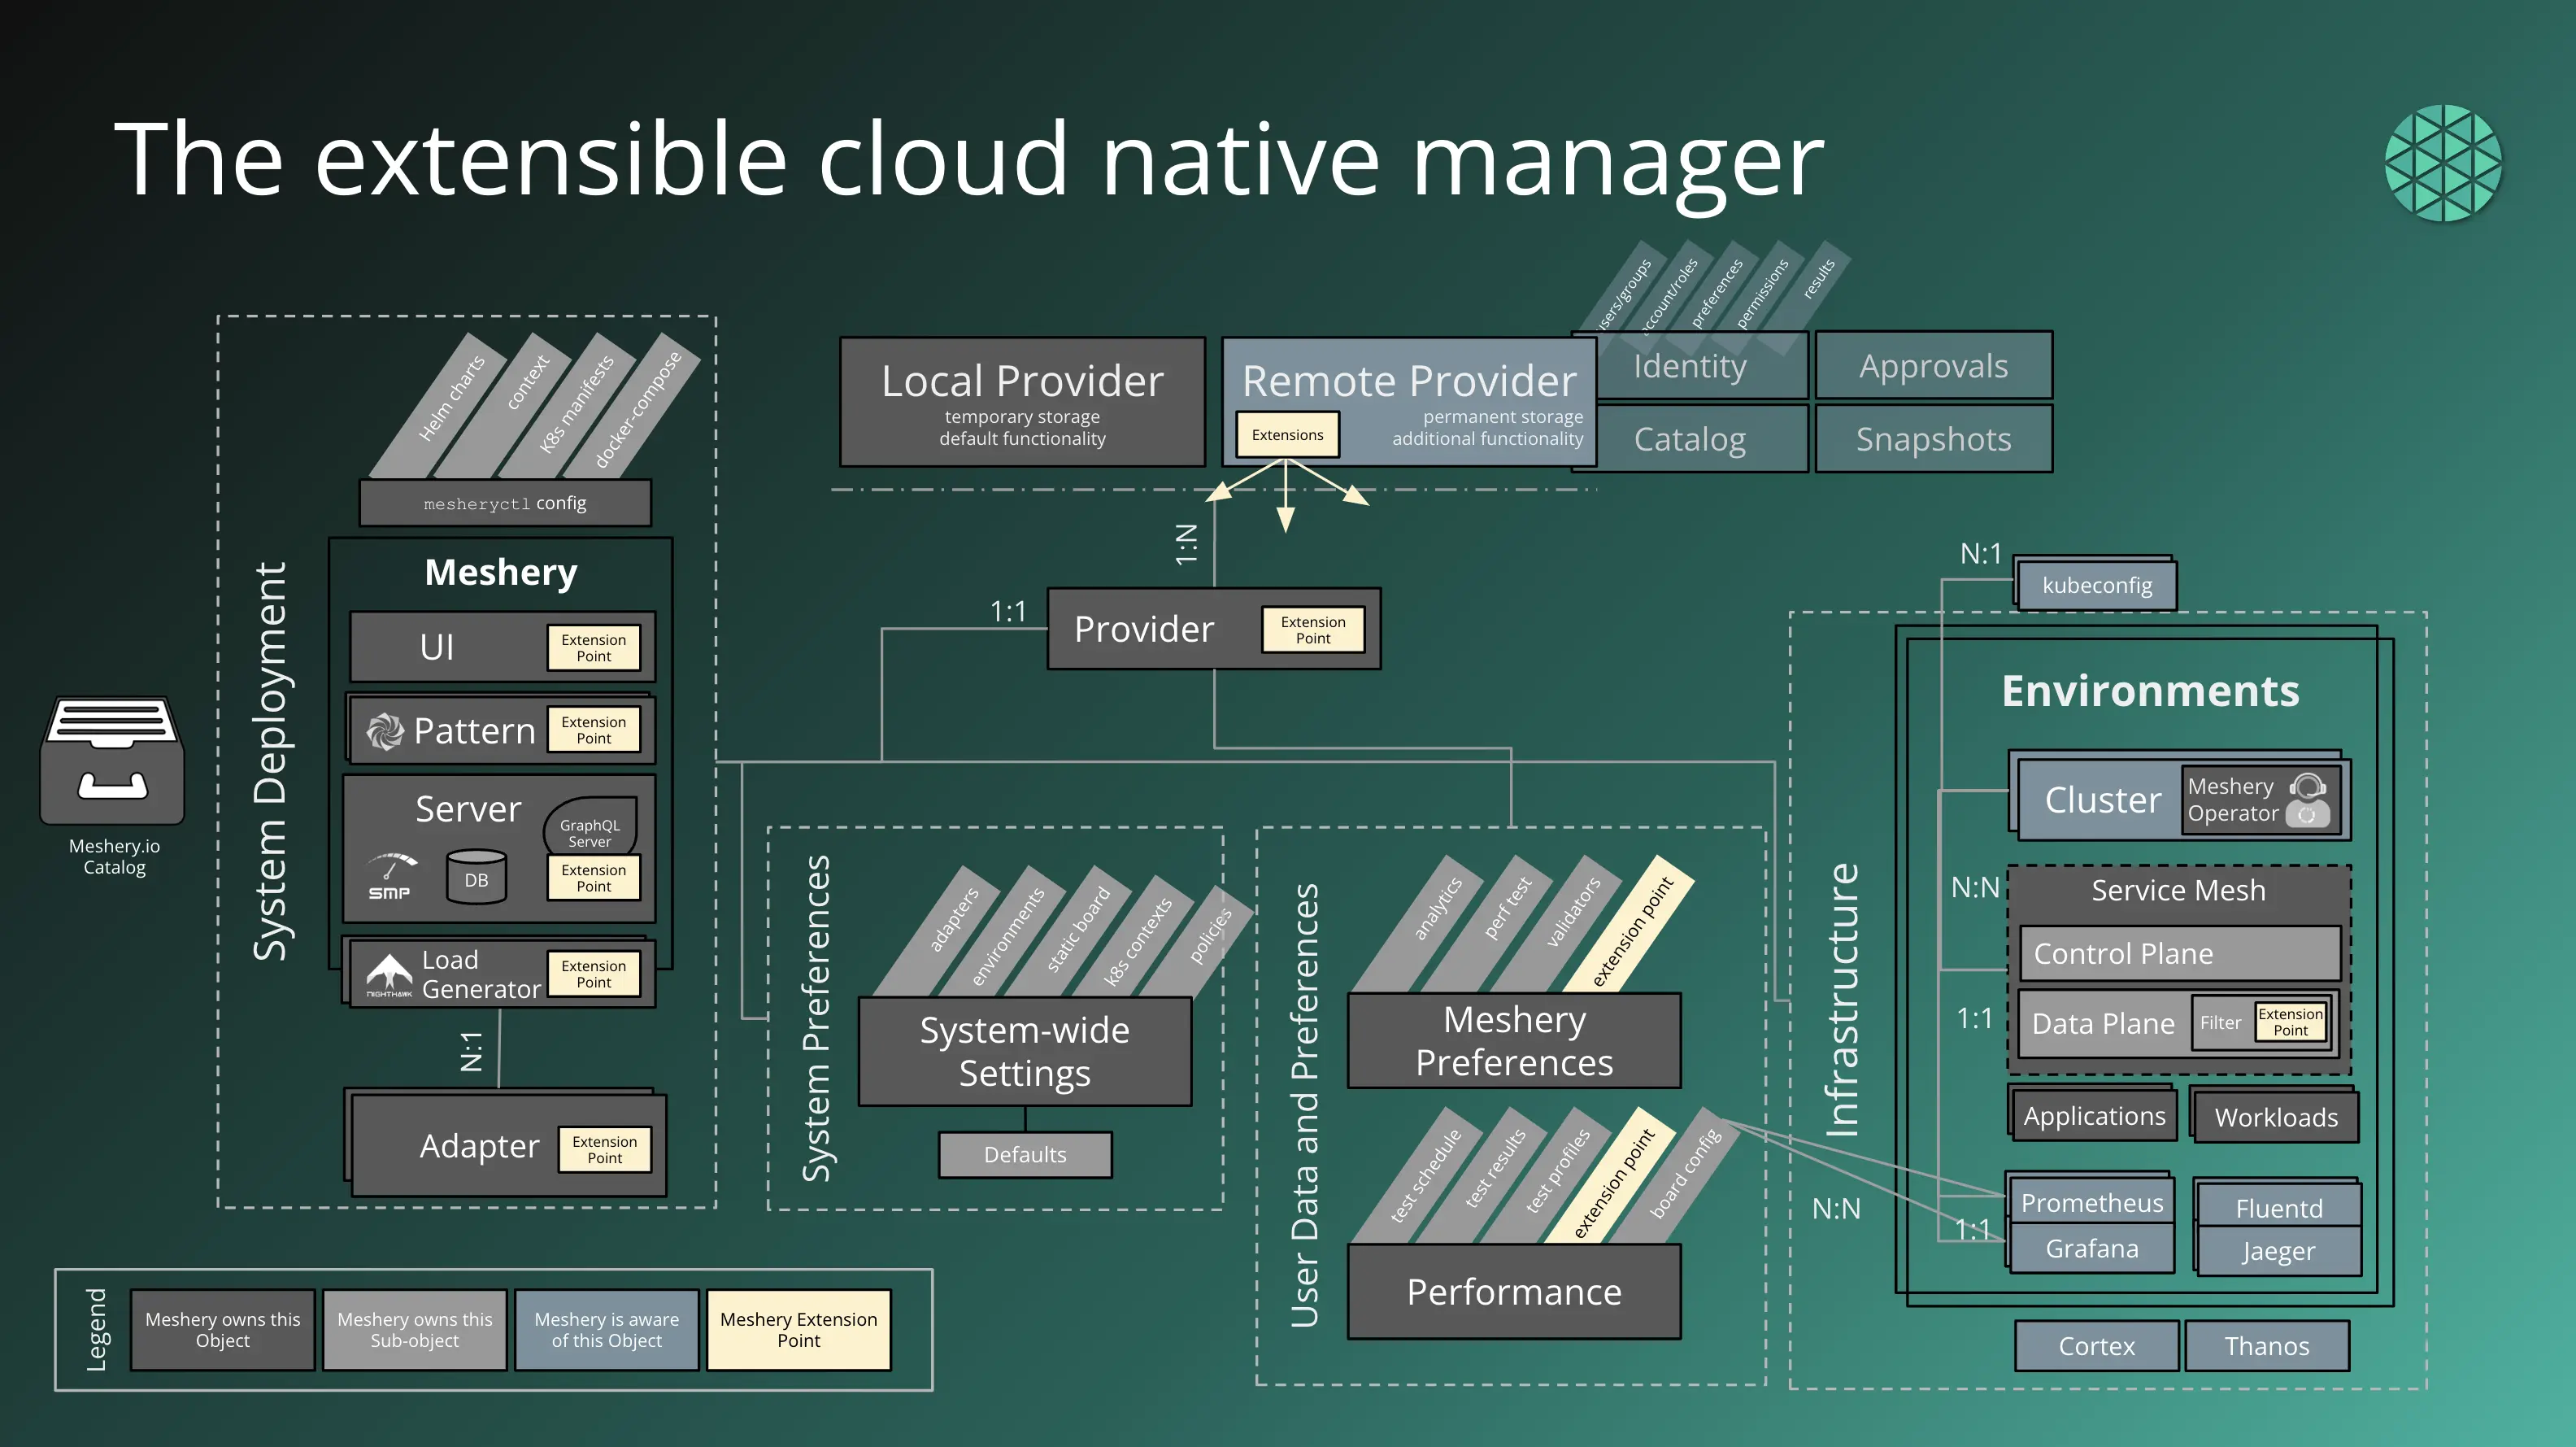 The extensible cloud native manager
System Deployment
Helm charts
context
K8s manifests
docker-compose
mesheryctl config
Meshery
UI
Extension
Point
Pattern
Extension
Point
Server
GraphQL
Server
SMP
DB
Extension
Point
NIGHTHAWK
Load
Generator
Extension
Point
N:1
Adapter
Extension
Point
Meshery.io
Catalog
Local Provider
temporary storage
default functionality
Remote Provider
permanent storage
additional functionality
Extensions
users/groups
account/roles
preferences
permissions
results
Identity
Approvals
Catalog
Snapshots
1:N
1:1
Provider
Extension
Point
System Preferences
adapters
environments
static board
k8s contexts
policies
System-wide
Settings
Defaults
User Data and Preferences
analytics
perf test
validators
extension point
Meshery
Preferences
test schedule
test results
test profiles
extension point
board config
Performance
Infrastructure
N:1
kubeconfig
Environments
Cluster
Meshery
Operator
N:N
Service Mesh
Control Plane
1:1
Data Plane
Filter
Extension
Point
Applications
Workloads
N:N
1:1
Prometheus
Grafana
Fluentd
Jaeger
Cortex
Thanos
Legend
Meshery owns this
Object
Meshery owns this
Sub-object
Meshery is aware
of this Object
Meshery Extension
Point